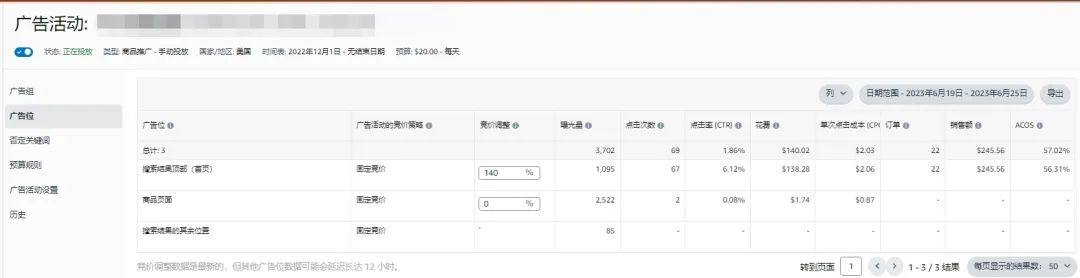 广告活动:
状态: 正在投放 类型: 商品推广 - 手动投放 国家/地区: 美国 时间表: 2022年12月1日 - 无结束日期 预算: $20.00 - 每天
广告组
广告位
否定关键词
预算规则
广告活动设置
历史
列 日期范围 - 2023年6月19日 - 2023年6月25日 导出
广告位 广告活动的竞价策略 竞价调整 曝光量 点击次数 点击率 (CTR) 花费 单次点击成本 (CPC 订单 销售额 ACOS
总计: 3 3,702 69 1.86% $140.02 $2.03 22 $245.56 57.02%
搜索结果顶部（首页） 固定竞价 140 % 1,095 67 6.12% $138.28 $2.06 22 $245.56 56.31%
商品页面 固定竞价 0 % 2,522 2 0.08% $1.74 $0.87 - - -
搜索结果的其余位置 固定竞价 - 85 - - - - - - -
竞价调整数据是最新的，但其他广告位数据可能会延迟长达 12 小时。
转到页面 1 1 - 3 / 3 结果 每页显示的结果数: 50